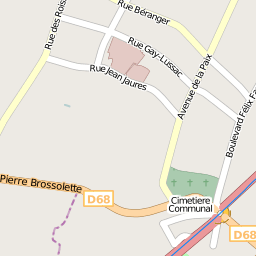 Rue Béranger
Rue des Rois
Rue Gay-Lussac
Rue Jean Jaures
Avenue de la Paix
Boulevard Félix
Pierre Brossolette
D68
Cimetiere
Communal
D68
D68